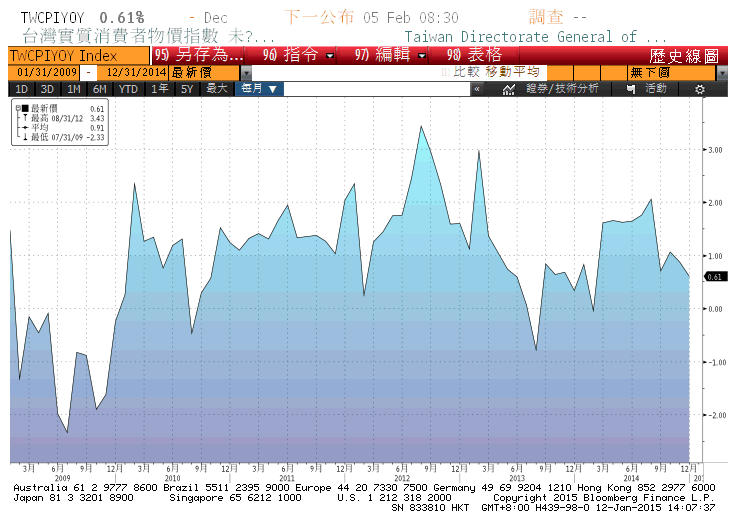 TWCPIYOY 0.61% - Dec 下一公布 05 Feb 08:30 調查 --
台灣實質消費者物價指數 未?... Taiwan Directorate General of ...
TWCPIYOY Index 95) 另存為... 96) 指令 97) 編輯 98) 表格 歷史線圖
01/31/2009 - 12/31/2014 最新價 比較 移動平均 無下圖
1D 3D 1M 6M YTD 1年 5Y 最大 每月 ▼ « 證券/技術分析 活動
最新價 0.61
最高 08/31/12 3.43
平均 0.91
最低 07/31/09 -2.33
3.00
2.00
1.00
0.61
0.00
-1.00
-2.00
3月 6月 9月 12月 3月 6月 9月 12月 3月 6月 9月 12月 3月 6月 9月 12月 3月 6月 9月 12月 3月 6月 9月 12月
2009 2010 2011 2012 2013 2014 20
Australia 61 2 9777 8600 Brazil 5511 2395 9000 Europe 44 20 7330 7500 Germany 49 69 9204 1210 Hong Kong 852 2977 6000
Japan 81 3 3201 8900 Singapore 65 6212 1000 U.S. 1 212 318 2000 Copyright 2015 Bloomberg Finance L.P.
SN 833810 HKT GMT+8:00 H439-98-0 12-Jan-2015 14:07:37